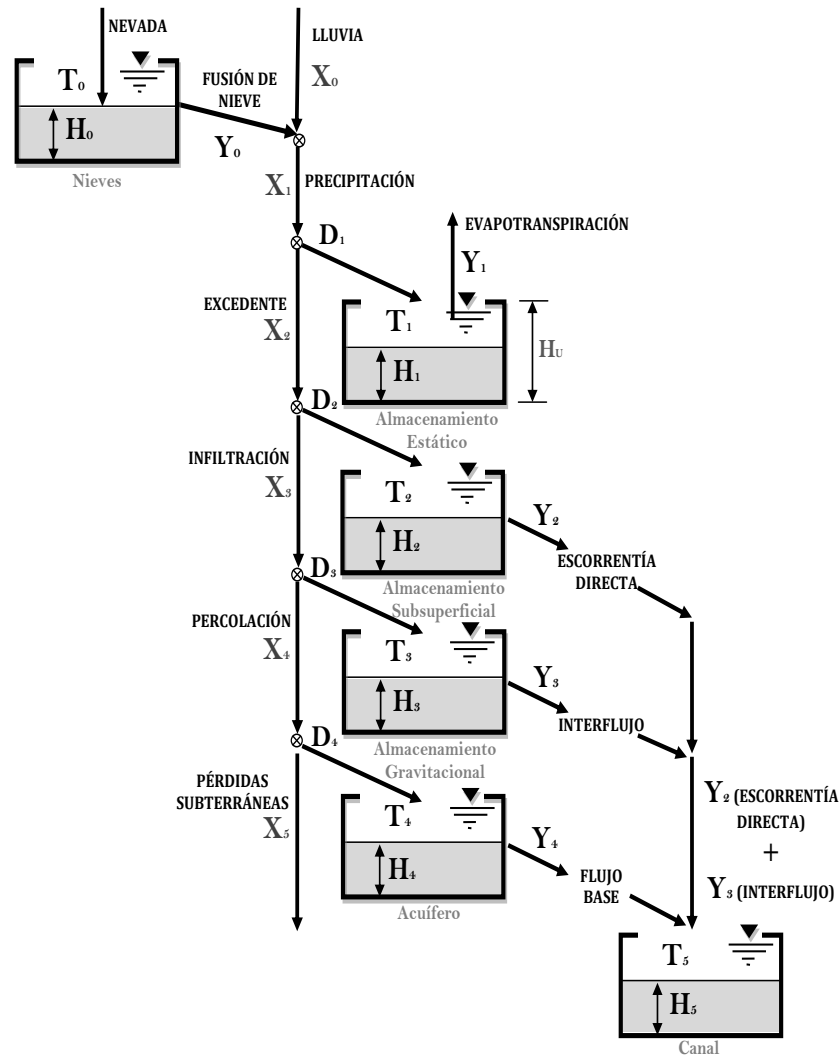 NEVADA
LLUVIA
X₀
T₀
FUSIÓN DE
NIEVE
H₀
Y₀
Nieves
X₁
PRECIPITACIÓN
D₁
EVAPOTRANSPIRACIÓN
Y₁
EXCEDENTE
X₂
T₁
H₁
Hᵤ
D₂
Almacenamiento
Estático
INFILTRACIÓN
X₃
T₂
H₂
Y₂
ESCORRENTÍA
DIRECTA
D₃
Almacenamiento
Subsuperficial
PERCOLACIÓN
X₄
T₃
H₃
Y₃
INTERFLUJO
D₄
Almacenamiento
Gravitacional
PÉRDIDAS
SUBTERRÁNEAS
X₅
T₄
H₄
Y₄
FLUJO
BASE
Acuífero
Y₂ (ESCORRENTÍA
DIRECTA)
+
Y₃ (INTERFLUJO)
T₅
H₅
Canal